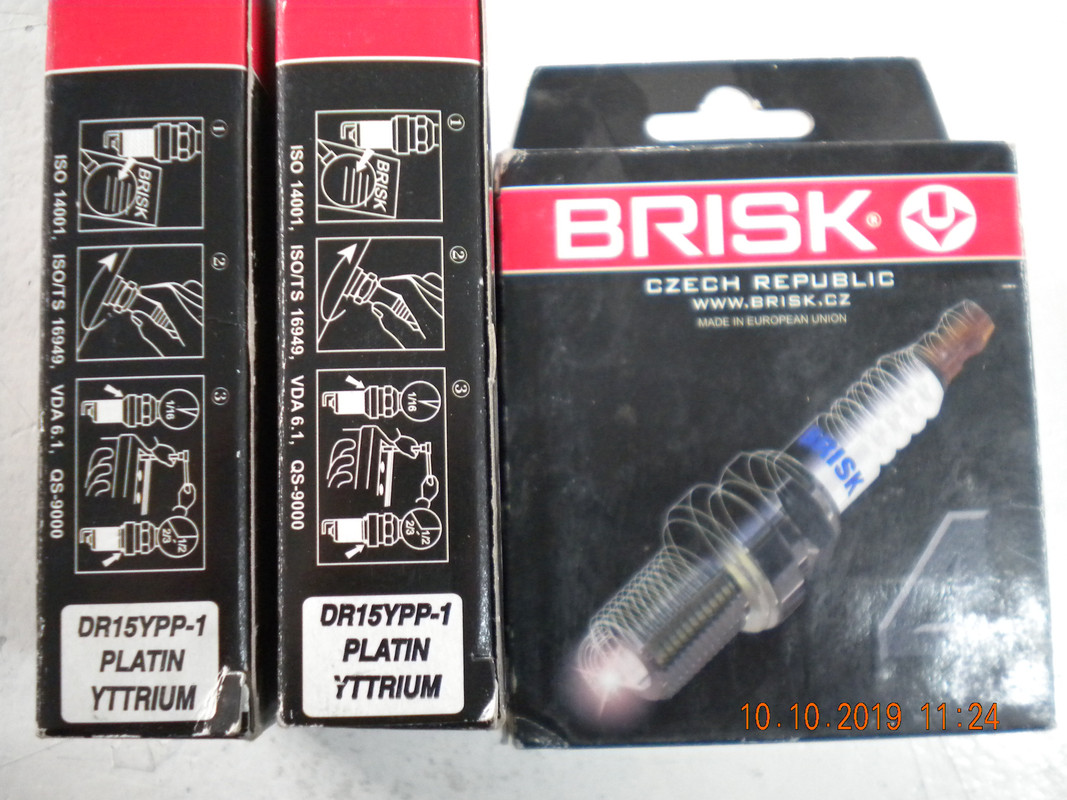 ①
BRISK
②
③
1/16
1/2
2/3
ISO 14001, ISO/TS 16949, VDA 6.1, QS-9000
DR15YPP-1
PLATIN
YTTRIUM
①
BRISK
②
③
1/16
1/2
2/3
ISO 14001, ISO/TS 16949, VDA 6.1, QS-9000
DR15YPP-1
PLATIN
YTTRIUM
BRISK®
CZECH REPUBLIC
WWW.BRISK.CZ
MADE IN EUROPEAN UNION
BRISK
4
10.10.2019 11:24